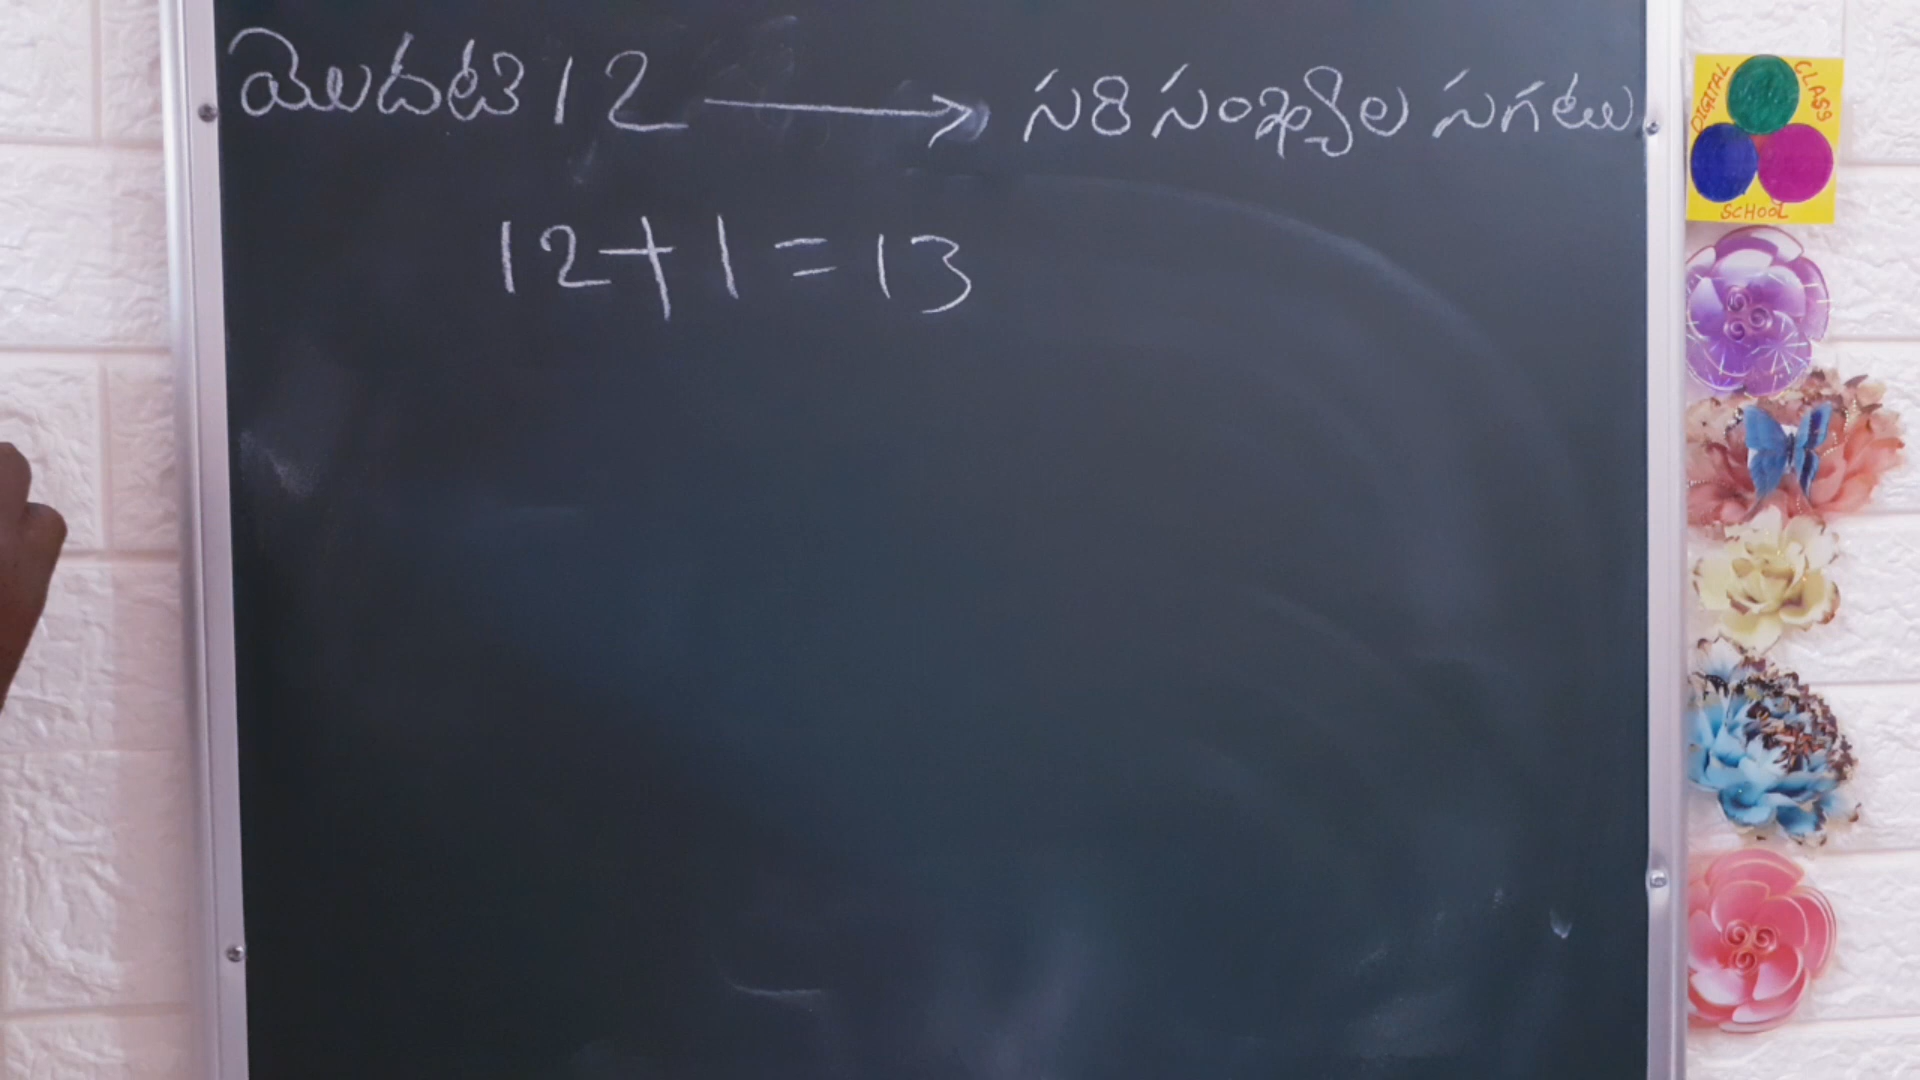 మొదటి 12 → సరి సంఖ్యల సగటు
12 + 1 = 13
DIGITAL CLASS
SCHOOL